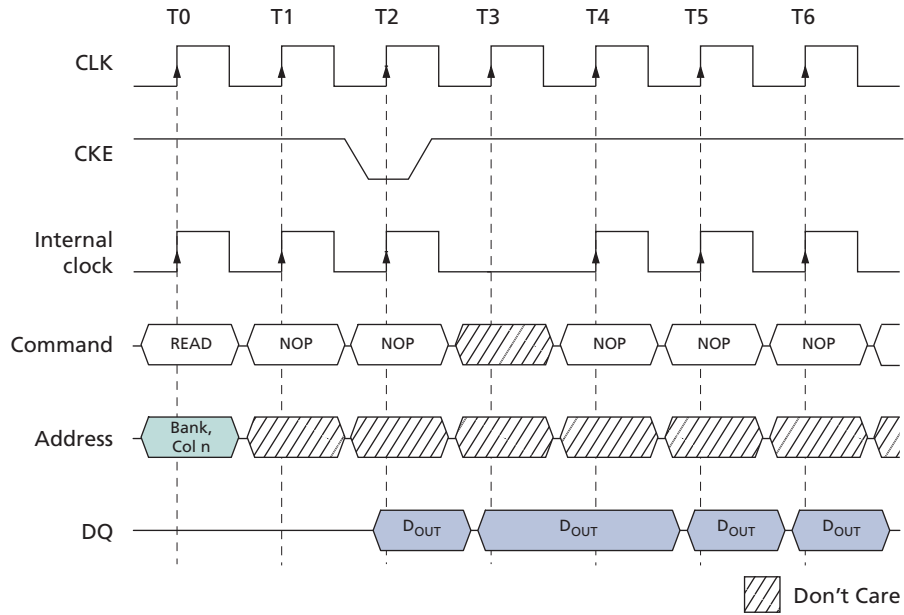 T0 T1 T2 T3 T4 T5 T6
CLK
CKE
Internal
clock
Command READ NOP NOP NOP NOP NOP
Address Bank,
Col n
DQ DOUT DOUT DOUT DOUT
Don't Care